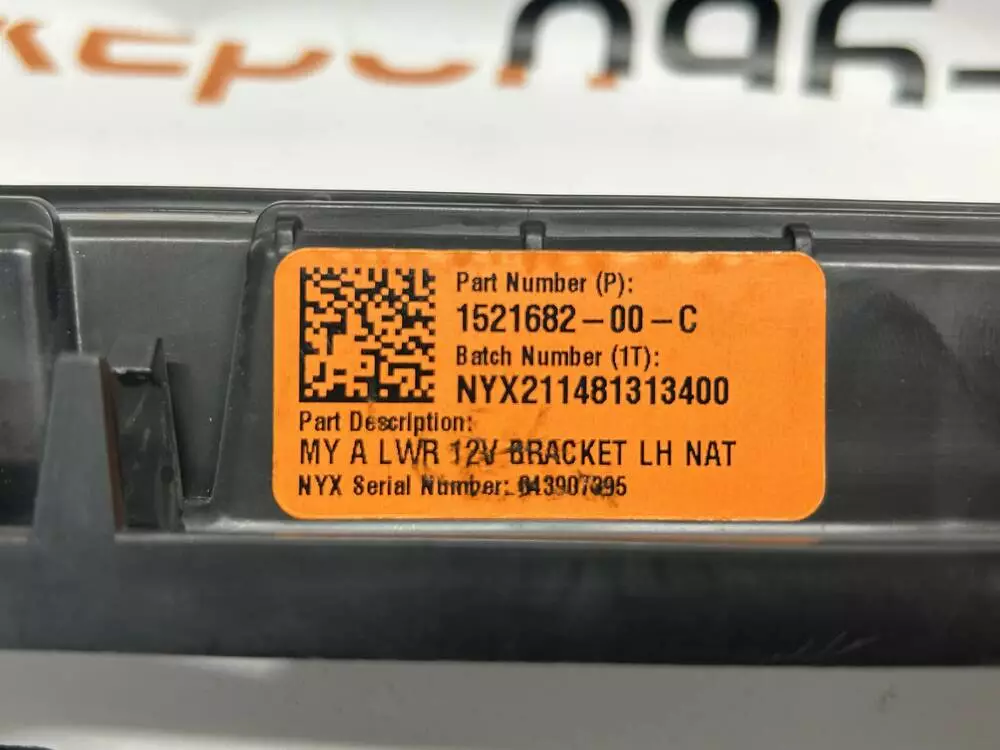 Part Number (P):
1521682-00-C
Batch Number (1T):
NYX211481313400
Part Description:
MY A LWR 12V BRACKET LH NAT
NYX Serial Number: 043907395